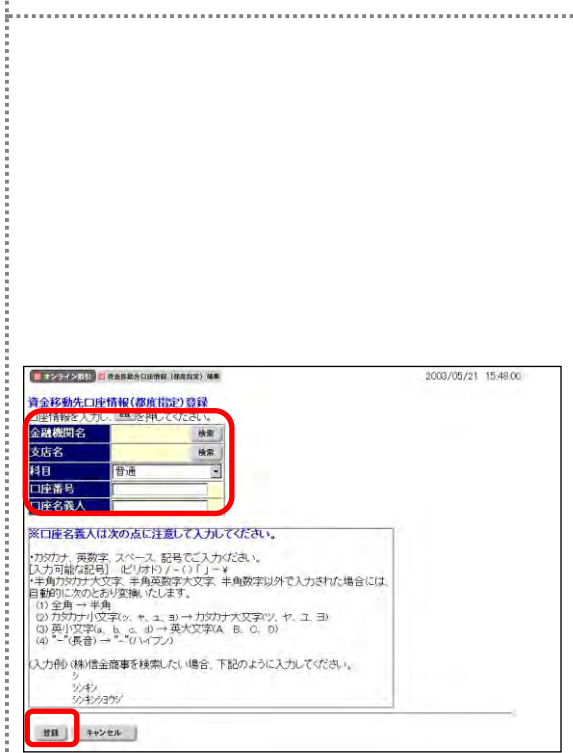 オンライン取引 資金移動先口座情報（都度指定）編集
2003/05/21 15:48:00
資金移動先口座情報(都度指定)登録
口座情報を入力し、登録を押してください。
金融機関名 検索
支店名 検索
科目 普通
口座番号
口座名義人
※口座名義人は次の点に注意して入力してください。
・カタカナ、英数字、スペース、記号でご入力ください。
[入力可能な記号] .(ピリオド) / - ( ) 「 」 − ¥
・半角カタカナ大文字、半角英数字大文字、半角数字以外で入力された場合には、
自動的に次のとおり変換いたします。
(1) 全角 → 半角
(2) カタカナ小文字(ッ、ャ、ュ、ョ) → カタカナ大文字(ツ、ヤ、ユ、ヨ)
(3) 英小文字(a、b、c、d) → 英大文字(A、B、C、D)
(4) "ｰ"(長音) → "-"(ハイフン)
(入力例) (株)信金商事を検索したい場合、下記のように入力してください。
シ
シンキン
シンキンショウジ
登録 キャンセル